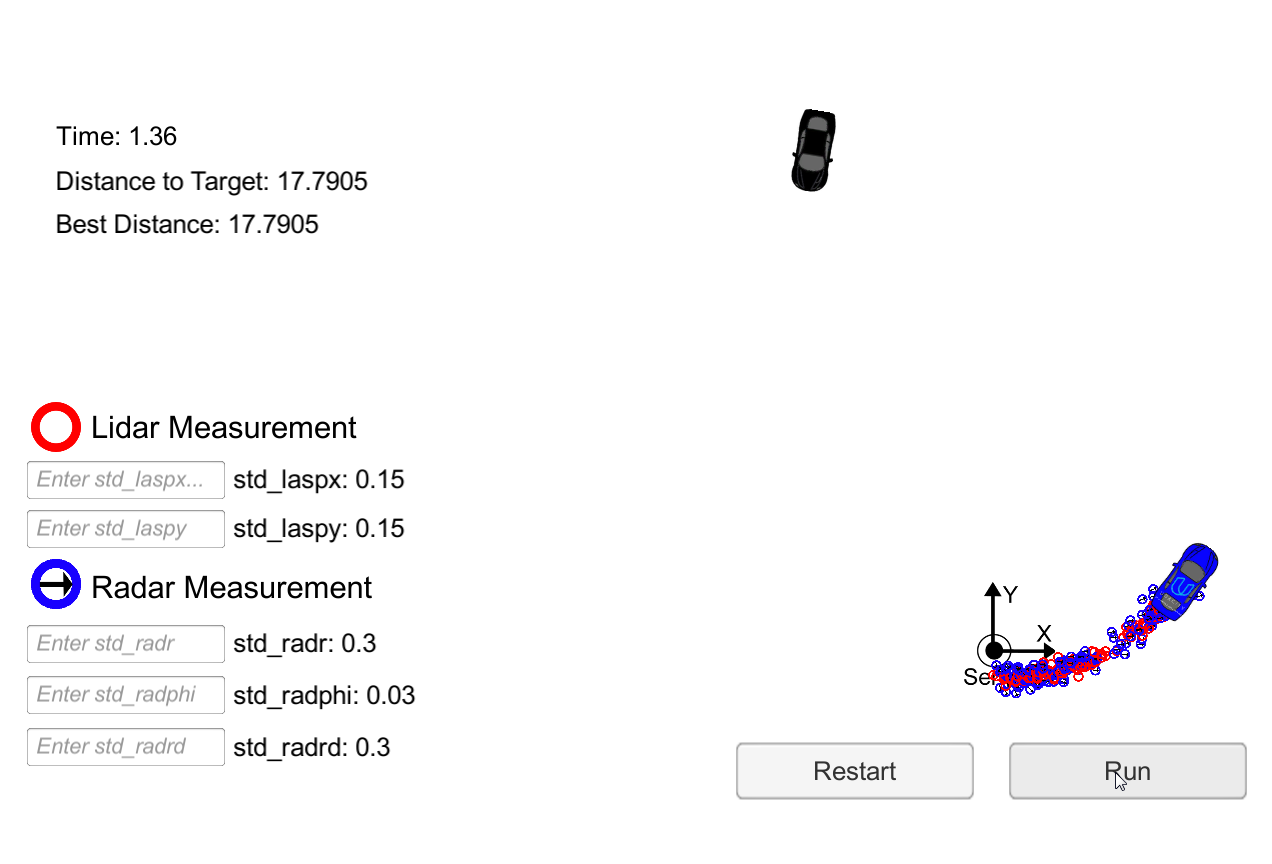 Time: 1.36
Distance to Target: 17.7905
Best Distance: 17.7905
Lidar Measurement
Enter std_laspx...
std_laspx: 0.15
Enter std_laspy
std_laspy: 0.15
Radar Measurement
Enter std_radr
std_radr: 0.3
Enter std_radphi
std_radphi: 0.03
Enter std_radrd
std_radrd: 0.3
Y
X
Restart
Run